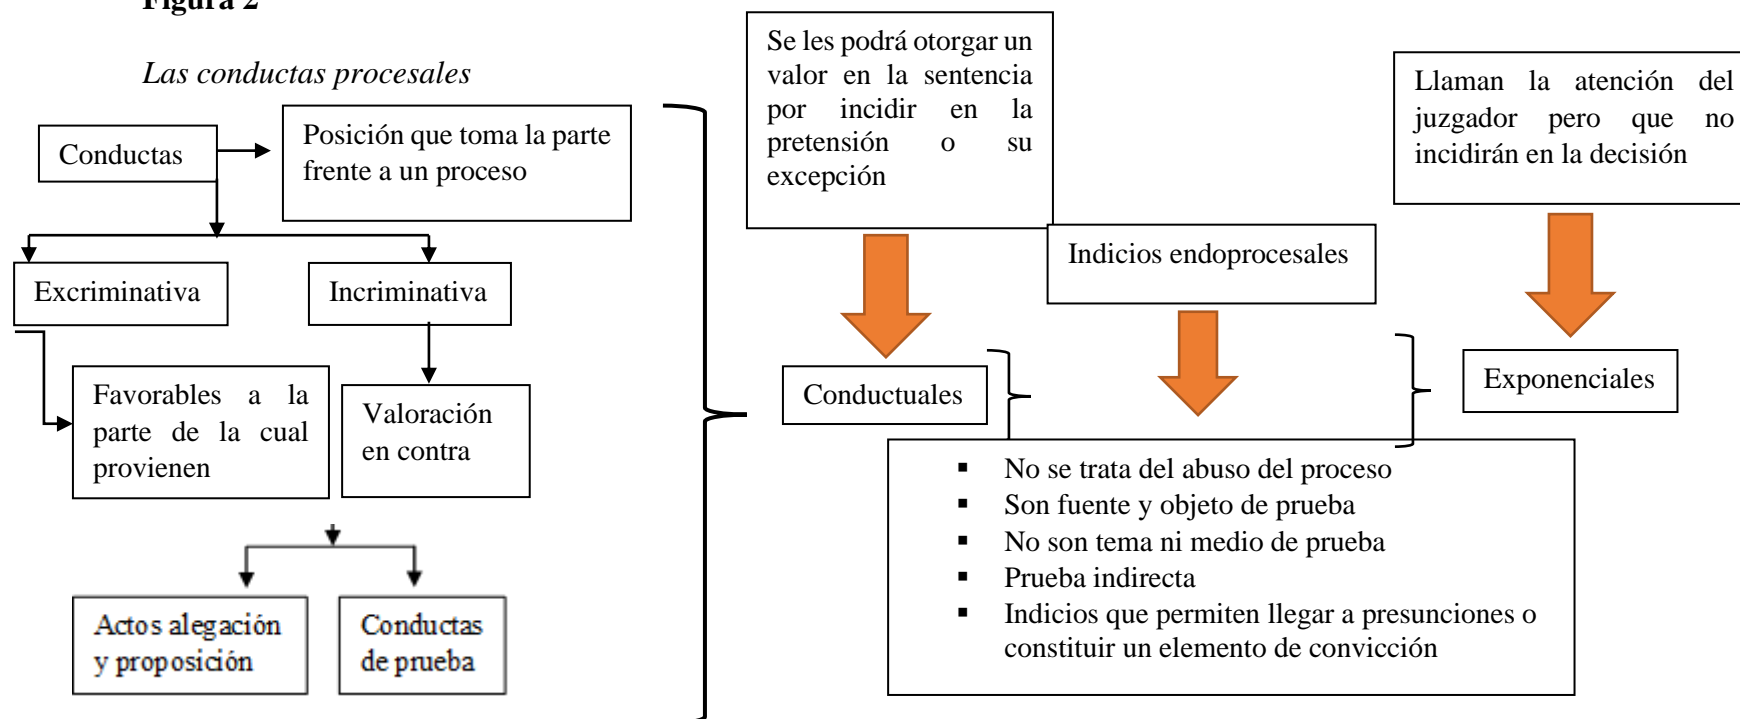 Figura 2
Las conductas procesales
Conductas
Posición que toma la parte
frente a un proceso
Excriminativa
Incriminativa
Favorables a la
parte de la cual
provienen
Valoración
en contra
Actos alegación
y proposición
Conductas
de prueba
Se les podrá otorgar un
valor en la sentencia
por incidir en la
pretensión o su
excepción
Indicios endoprocesales
Llaman la atención del
juzgador pero que no
incidirán en la decisión
Conductuales
Exponenciales
▪ No se trata del abuso del proceso
▪ Son fuente y objeto de prueba
▪ No son tema ni medio de prueba
▪ Prueba indirecta
▪ Indicios que permiten llegar a presunciones o
constituir un elemento de convicción